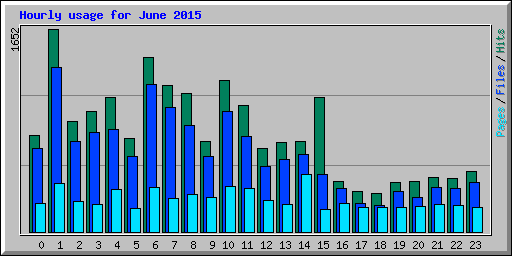 Hourly usage for June 2015
1652
Pages / Files / Hits
0 1 2 3 4 5 6 7 8 9 10 11 12 13 14 15 16 17 18 19 20 21 22 23